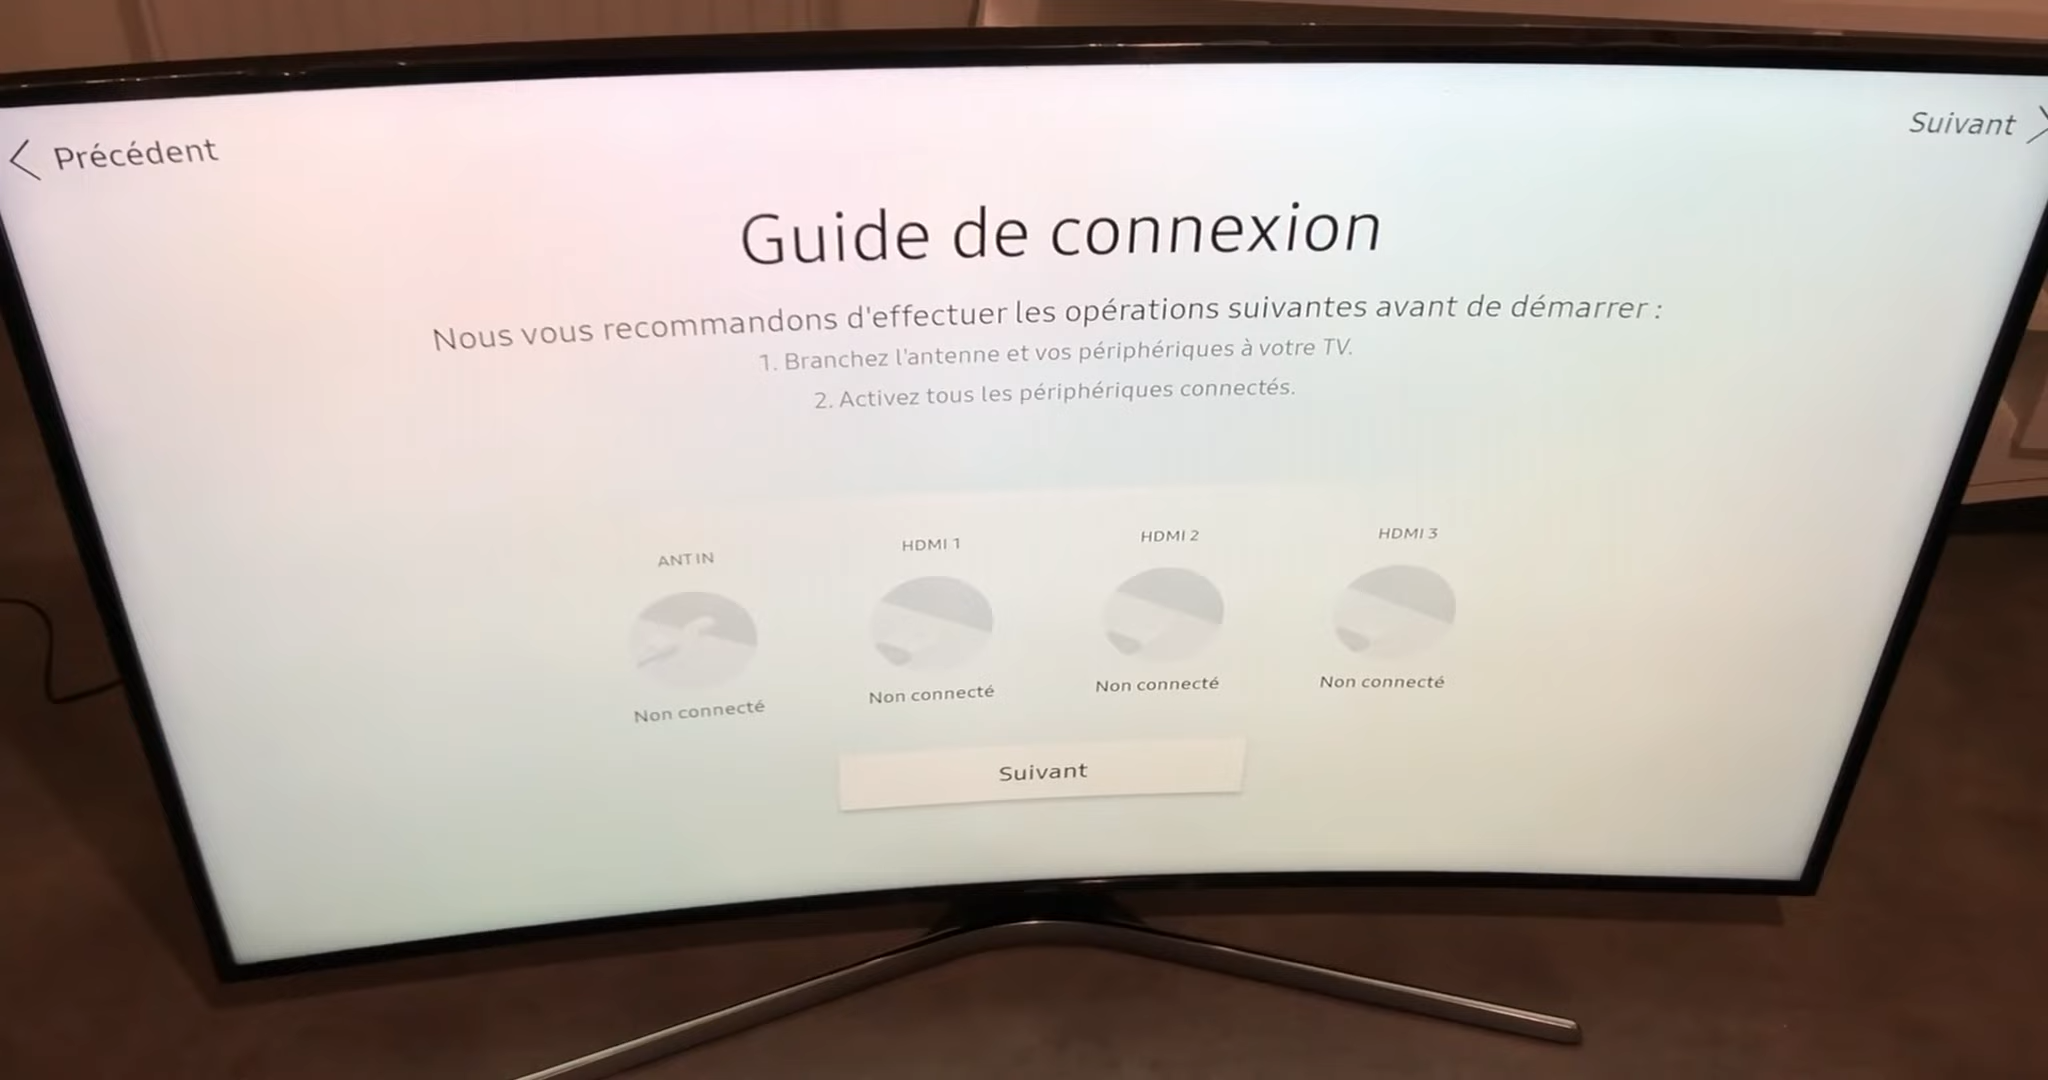 Précédent
Suivant
Guide de connexion
Nous vous recommandons d'effectuer les opérations suivantes avant de démarrer :
1. Branchez l'antenne et vos périphériques à votre TV.
2. Activez tous les périphériques connectés.
ANT IN
HDMI 1
HDMI 2
HDMI 3
Non connecté
Non connecté
Non connecté
Non connecté
Suivant